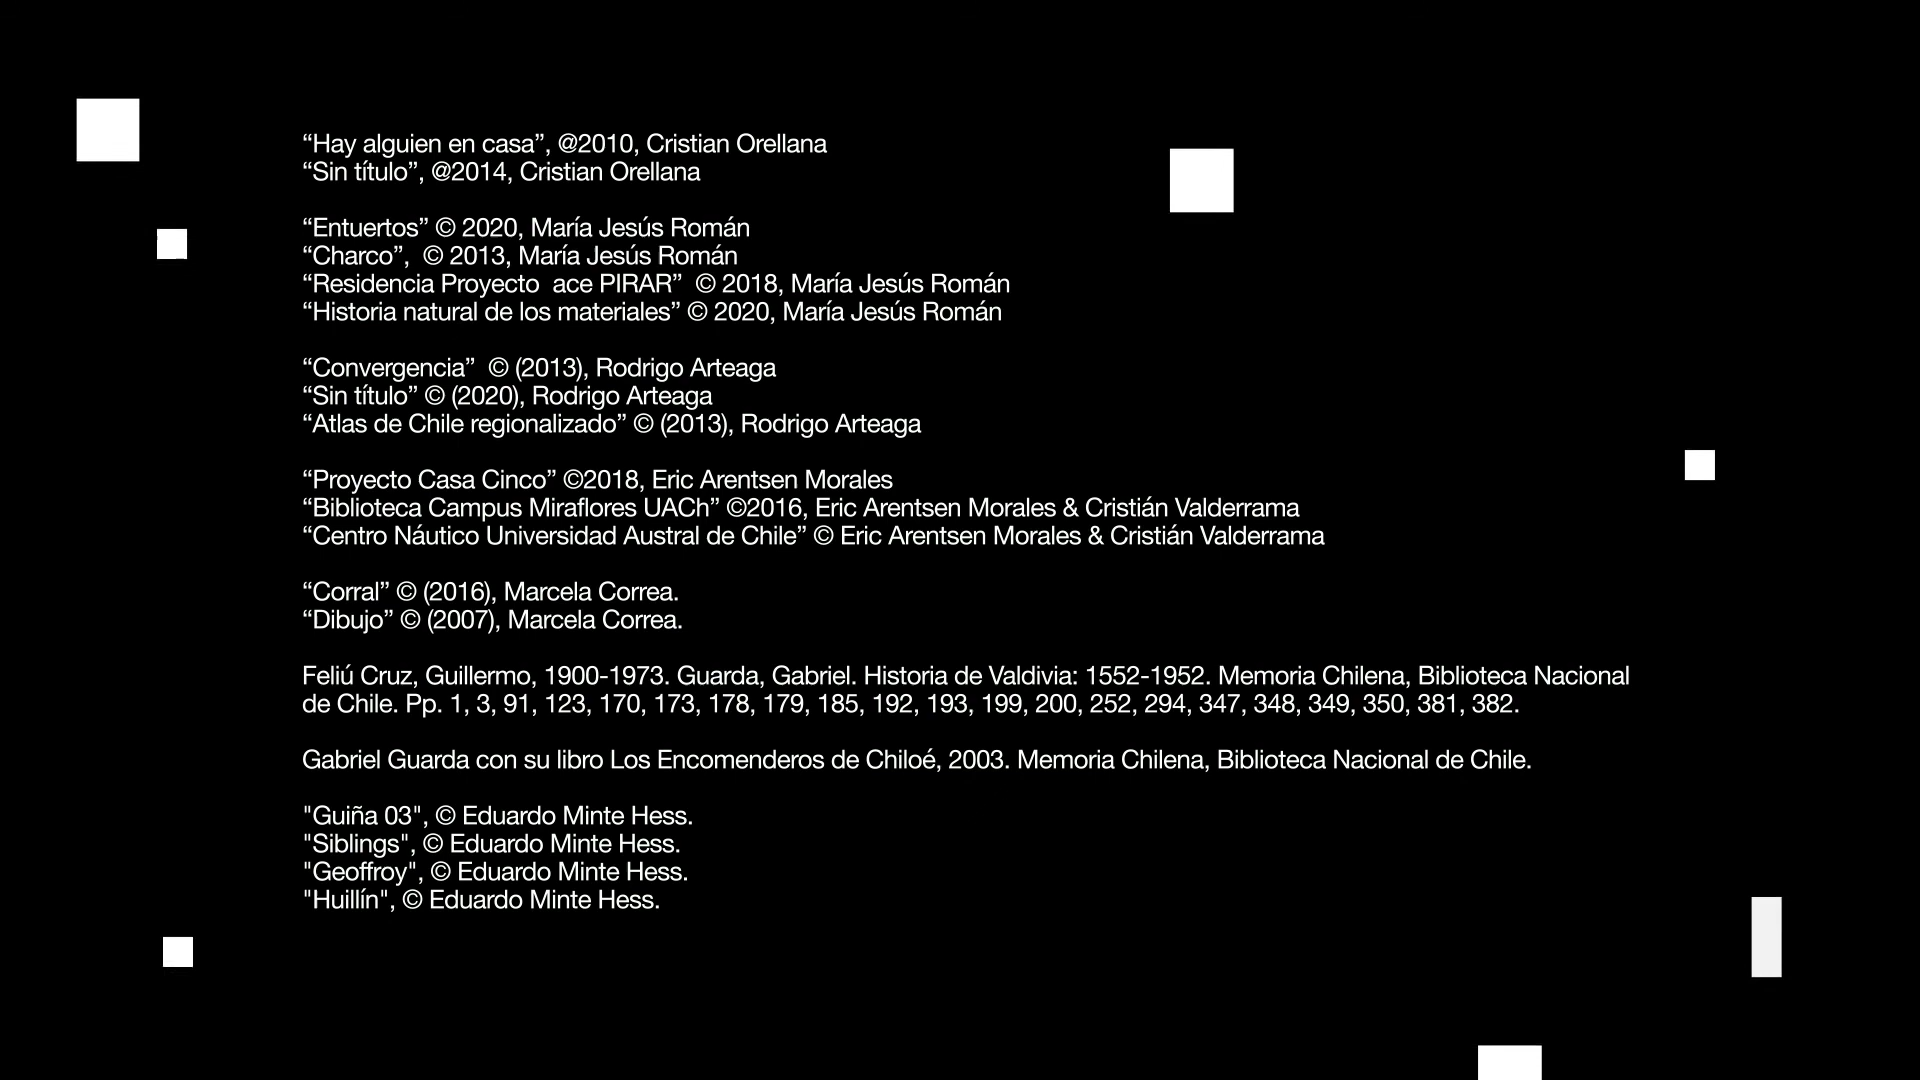 “Hay alguien en casa”, @2010, Cristian Orellana
“Sin título”, @2014, Cristian Orellana
“Entuertos” © 2020, María Jesús Román
“Charco”,  © 2013, María Jesús Román
“Residencia Proyecto  ace PIRAR”  © 2018, María Jesús Román
“Historia natural de los materiales” © 2020, María Jesús Román
“Convergencia”  © (2013), Rodrigo Arteaga
“Sin título” © (2020), Rodrigo Arteaga
“Atlas de Chile regionalizado” © (2013), Rodrigo Arteaga
“Proyecto Casa Cinco” ©2018, Eric Arentsen Morales
“Biblioteca Campus Miraflores UACh” ©2016, Eric Arentsen Morales & Cristián Valderrama
“Centro Náutico Universidad Austral de Chile” © Eric Arentsen Morales & Cristián Valderrama
“Corral” © (2016), Marcela Correa.
“Dibujo” © (2007), Marcela Correa.
Feliú Cruz, Guillermo, 1900-1973. Guarda, Gabriel. Historia de Valdivia: 1552-1952. Memoria Chilena, Biblioteca Nacional
de Chile. Pp. 1, 3, 91, 123, 170, 173, 178, 179, 185, 192, 193, 199, 200, 252, 294, 347, 348, 349, 350, 381, 382.
Gabriel Guarda con su libro Los Encomenderos de Chiloé, 2003. Memoria Chilena, Biblioteca Nacional de Chile.
"Guiña 03", © Eduardo Minte Hess.
"Siblings", © Eduardo Minte Hess.
"Geoffroy", © Eduardo Minte Hess.
"Huillín", © Eduardo Minte Hess.